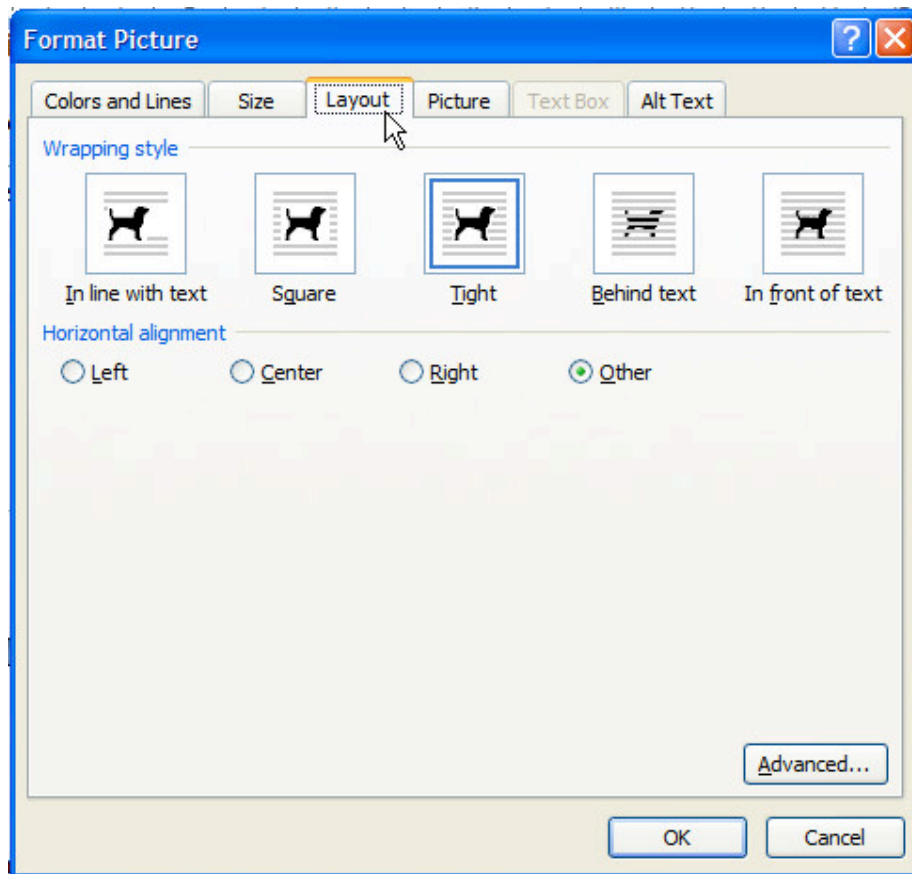 Format Picture
?
Colors and Lines Size Layout Picture Text Box Alt Text
Wrapping style
In line with text Square Tight Behind text In front of text
Horizontal alignment
Left Center Right Other
Advanced...
OK Cancel